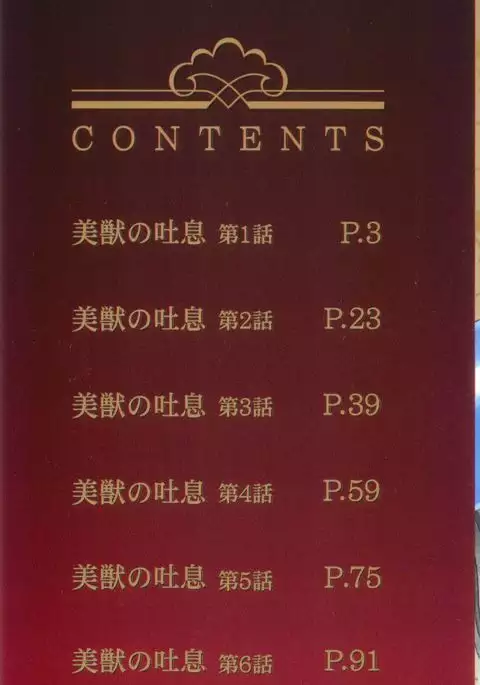 CONTENTS
美獣の吐息 第1話 P.3
美獣の吐息 第2話 P.23
美獣の吐息 第3話 P.39
美獣の吐息 第4話 P.59
美獣の吐息 第5話 P.75
美獣の吐息 第6話 P.91